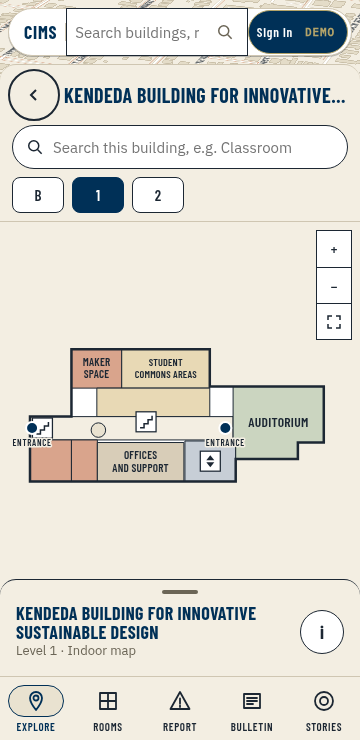 CIMS
Search buildings, r
Sign In DEMO
KENDEDA BUILDING FOR INNOVATIVE...
Search this building, e.g. Classroom
B
1
2
+
−
MAKER
SPACE
STUDENT
COMMONS AREAS
AUDITORIUM
ENTRANCE
ENTRANCE
OFFICES
AND SUPPORT
KENDEDA BUILDING FOR INNOVATIVE
SUSTAINABLE DESIGN
Level 1 · Indoor map
i
EXPLORE
ROOMS
REPORT
BULLETIN
STORIES